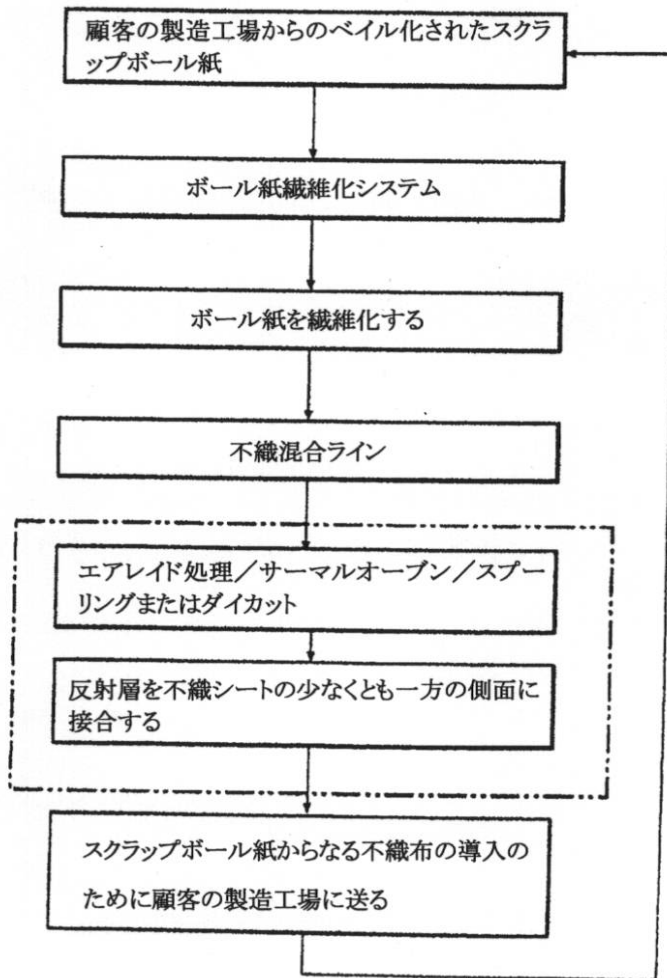 顧客の製造工場からのベイル化されたスクラ
ップボール紙
ボール紙繊維化システム
ボール紙を繊維化する
不織混合ライン
エアレイド処理／サーマルオーブン／スプー
リングまたはダイカット
反射層を不織シートの少なくとも一方の側面に
接合する
スクラップボール紙からなる不織布の導入の
ために顧客の製造工場に送る